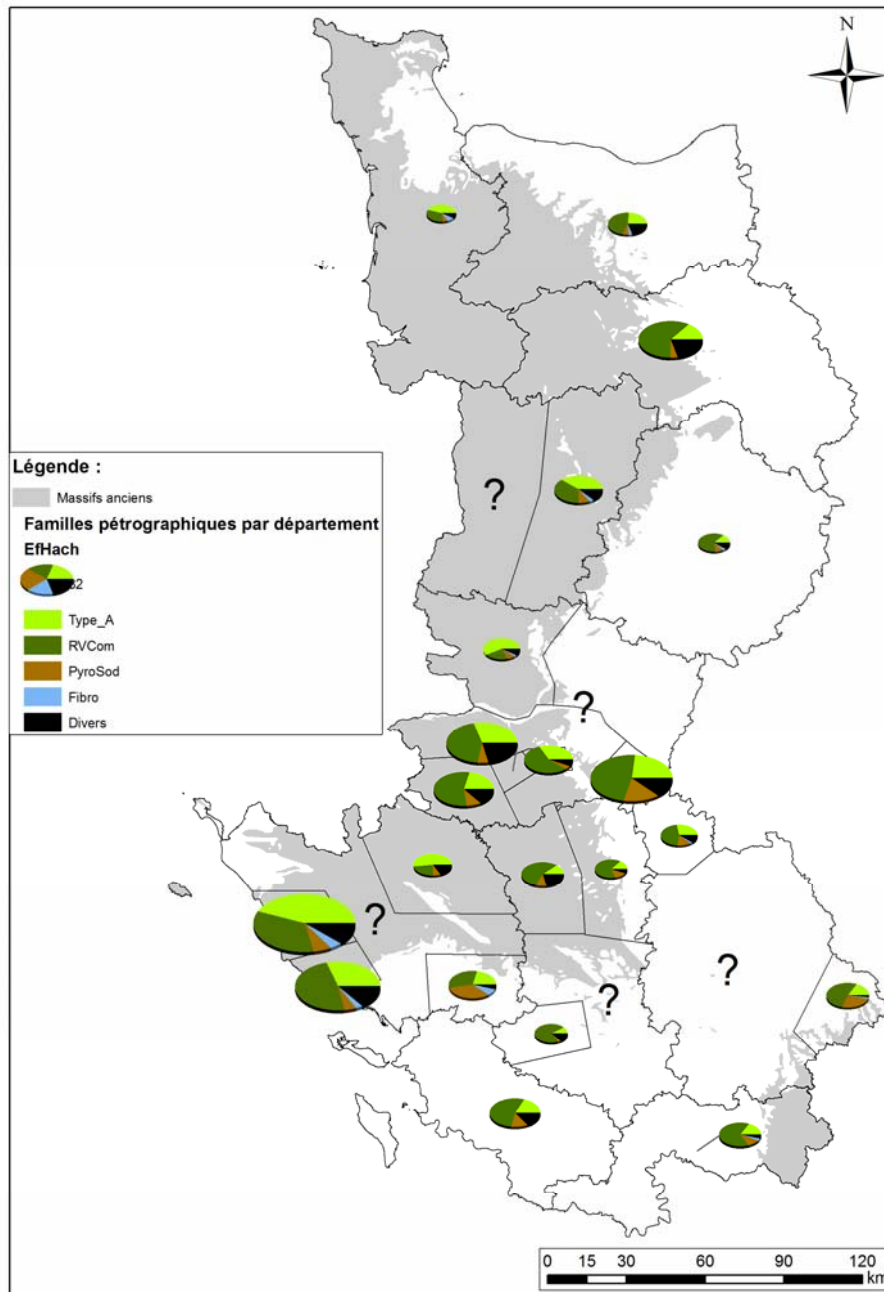 N
?
Légende :
Massifs anciens
Familles pétrographiques par département
EfHach
Type_A
RVCom
PyroSod
Fibro
Divers
?
?
?
?
0 15 30 60 90 120
km